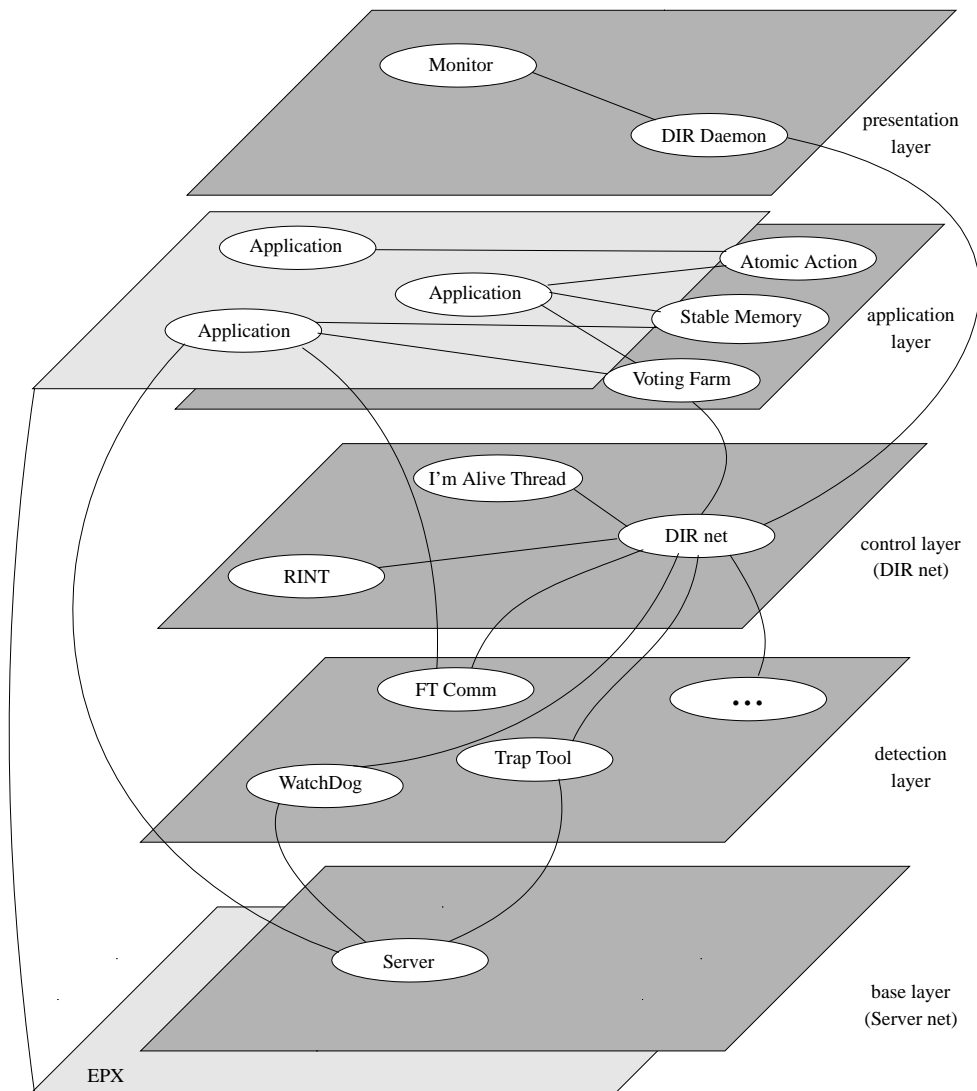 Monitor
DIR Daemon
presentation
layer
Application
Atomic Action
Application
Stable Memory
Application
application
layer
Voting Farm
I'm Alive Thread
DIR net
control layer
(DIR net)
RINT
FT Comm
...
Trap Tool
WatchDog
detection
layer
Server
base layer
(Server net)
EPX